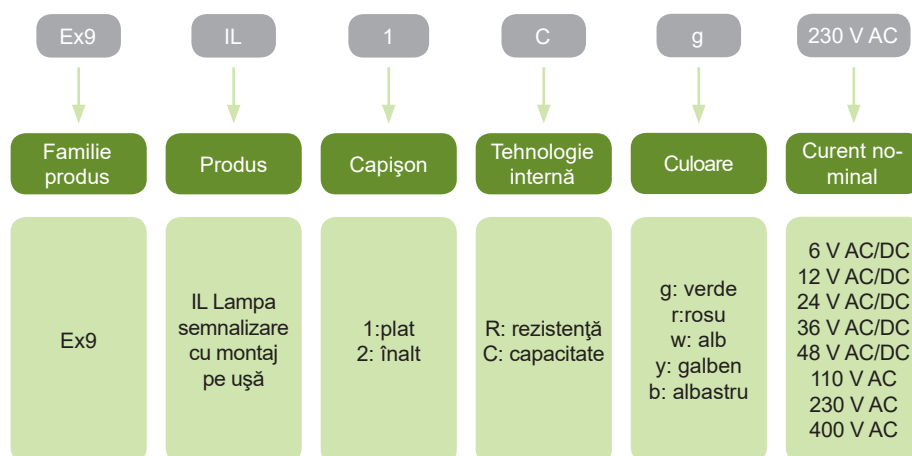 Ex9
IL
1
C
g
230 V AC
Familie
produs
Produs
Capişon
Tehnologie
internă
Culoare
Curent no-
minal
Ex9
IL Lampa
semnalizare
cu montaj
pe uşă
1:plat
2: înalt
R: rezistenţă
C: capacitate
g: verde
r:rosu
w: alb
y: galben
b: albastru
6 V AC/DC
12 V AC/DC
24 V AC/DC
36 V AC/DC
48 V AC/DC
110 V AC
230 V AC
400 V AC